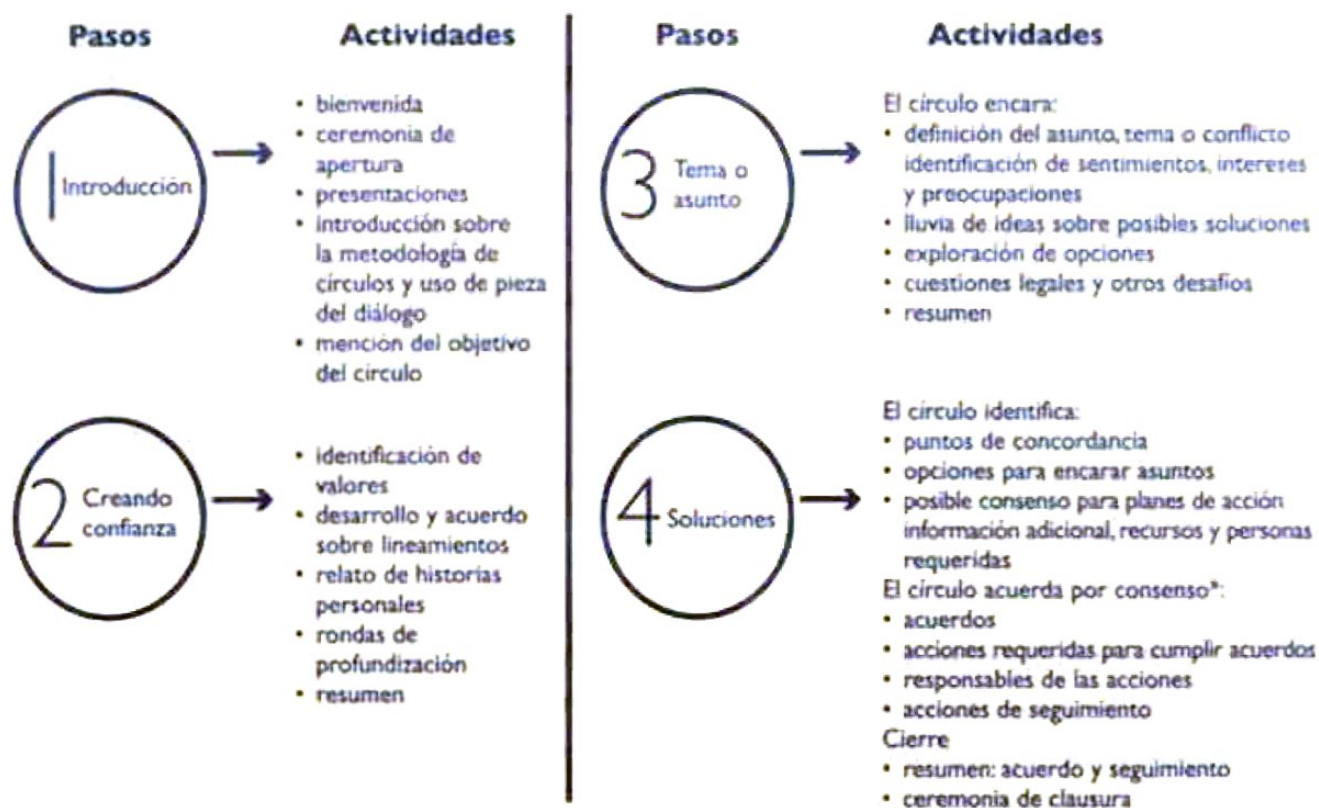 Pasos
Actividades
1 Introducción
• bienvenida
• ceremonia de
apertura
• presentaciones
• introducción sobre
la metodología de
círculos y uso de pieza
del diálogo
• mención del objetivo
del círculo
2 Creando
confianza
• identificación de
valores
• desarrollo y acuerdo
sobre lineamientos
• relato de historias
personales
• rondas de
profundización
• resumen
Pasos
Actividades
3 Tema o
asunto
El círculo encara:
• definición del asunto, tema o conflicto
identificación de sentimientos, intereses
y preocupaciones
• lluvia de ideas sobre posibles soluciones
• exploración de opciones
• cuestiones legales y otros desafíos
• resumen
4 Soluciones
El círculo identifica:
• puntos de concordancia
• opciones para encarar asuntos
• posible consenso para planes de acción
información adicional, recursos y personas
requeridas
El círculo acuerda por consenso*:
• acuerdos
• acciones requeridas para cumplir acuerdos
• responsables de las acciones
• acciones de seguimiento
Cierre
• resumen: acuerdo y seguimiento
• ceremonia de clausura